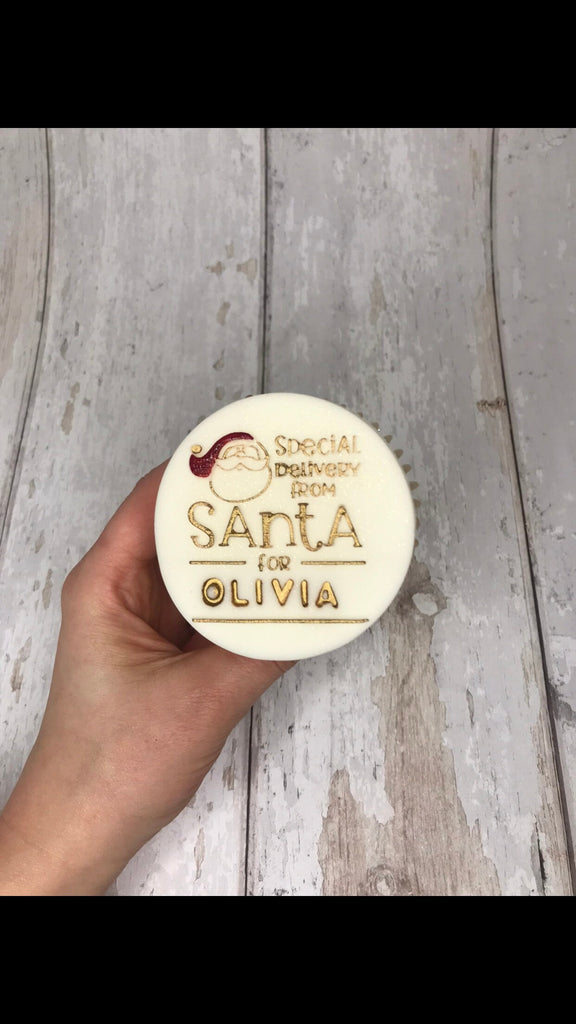 SPECiAL
DELiVERY
FROM
SAntA
FOR
OLIVIA